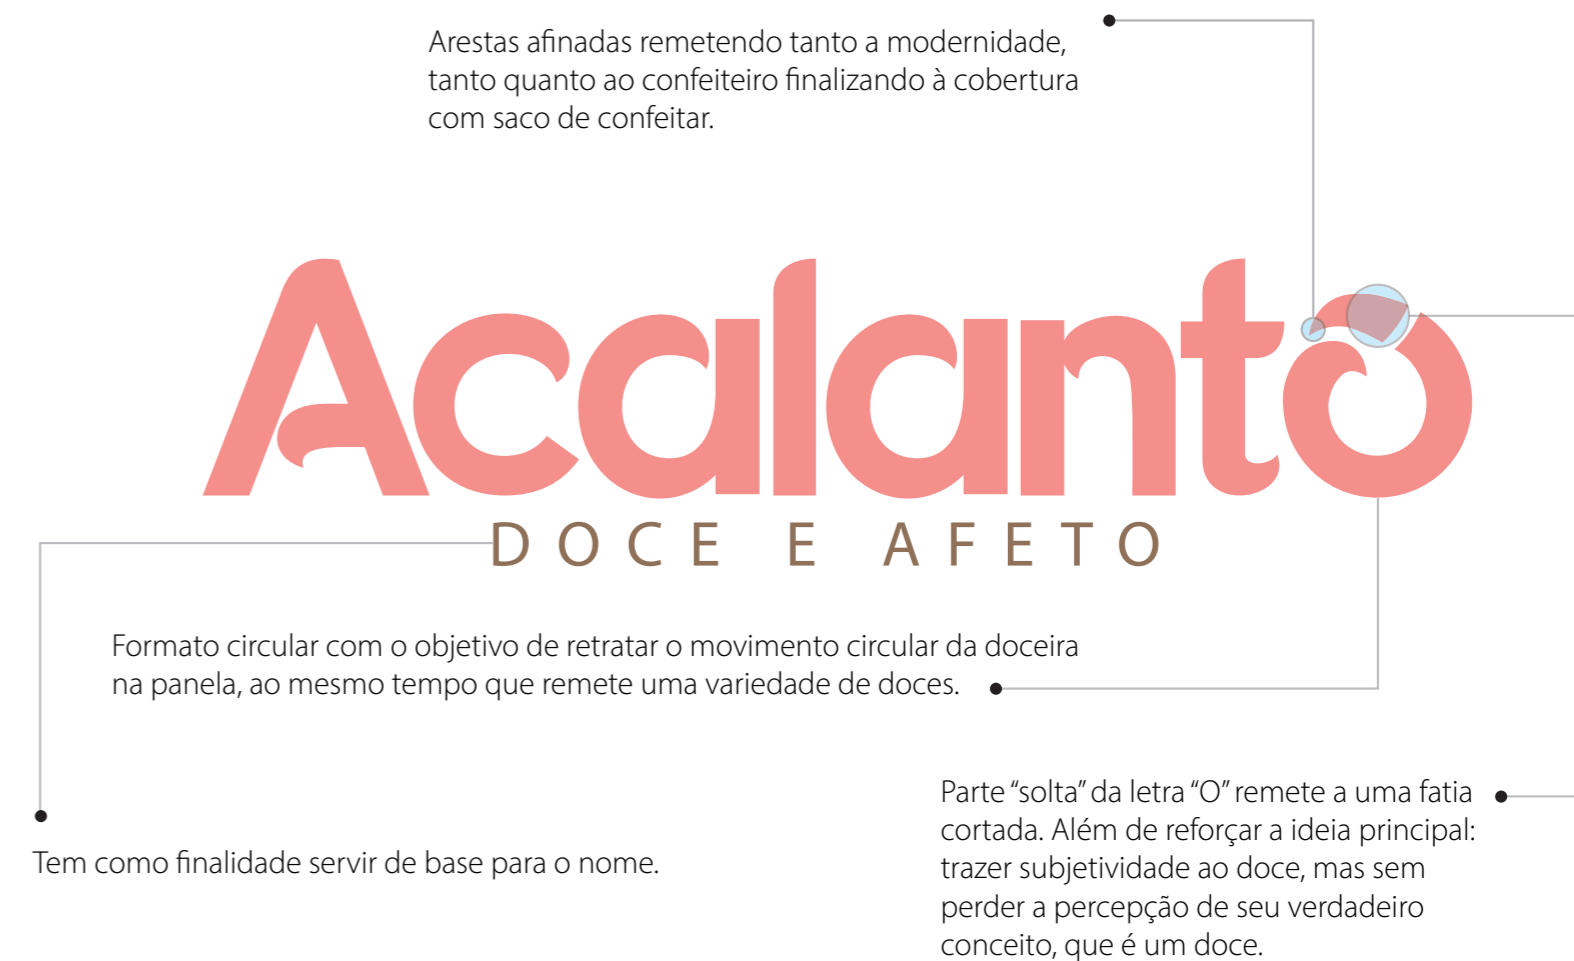 Arestas afinadas remetendo tanto a modernidade,
tanto quanto ao confeiteiro finalizando à cobertura
com saco de confeitar.
Acalanto
DOCE E AFETO
Formato circular com o objetivo de retratar o movimento circular da doceira
na panela, ao mesmo tempo que remete uma variedade de doces.
Tem como finalidade servir de base para o nome.
Parte “solta” da letra “O” remete a uma fatia
cortada. Além de reforçar a ideia principal:
trazer subjetividade ao doce, mas sem
perder a percepção de seu verdadeiro
conceito, que é um doce.